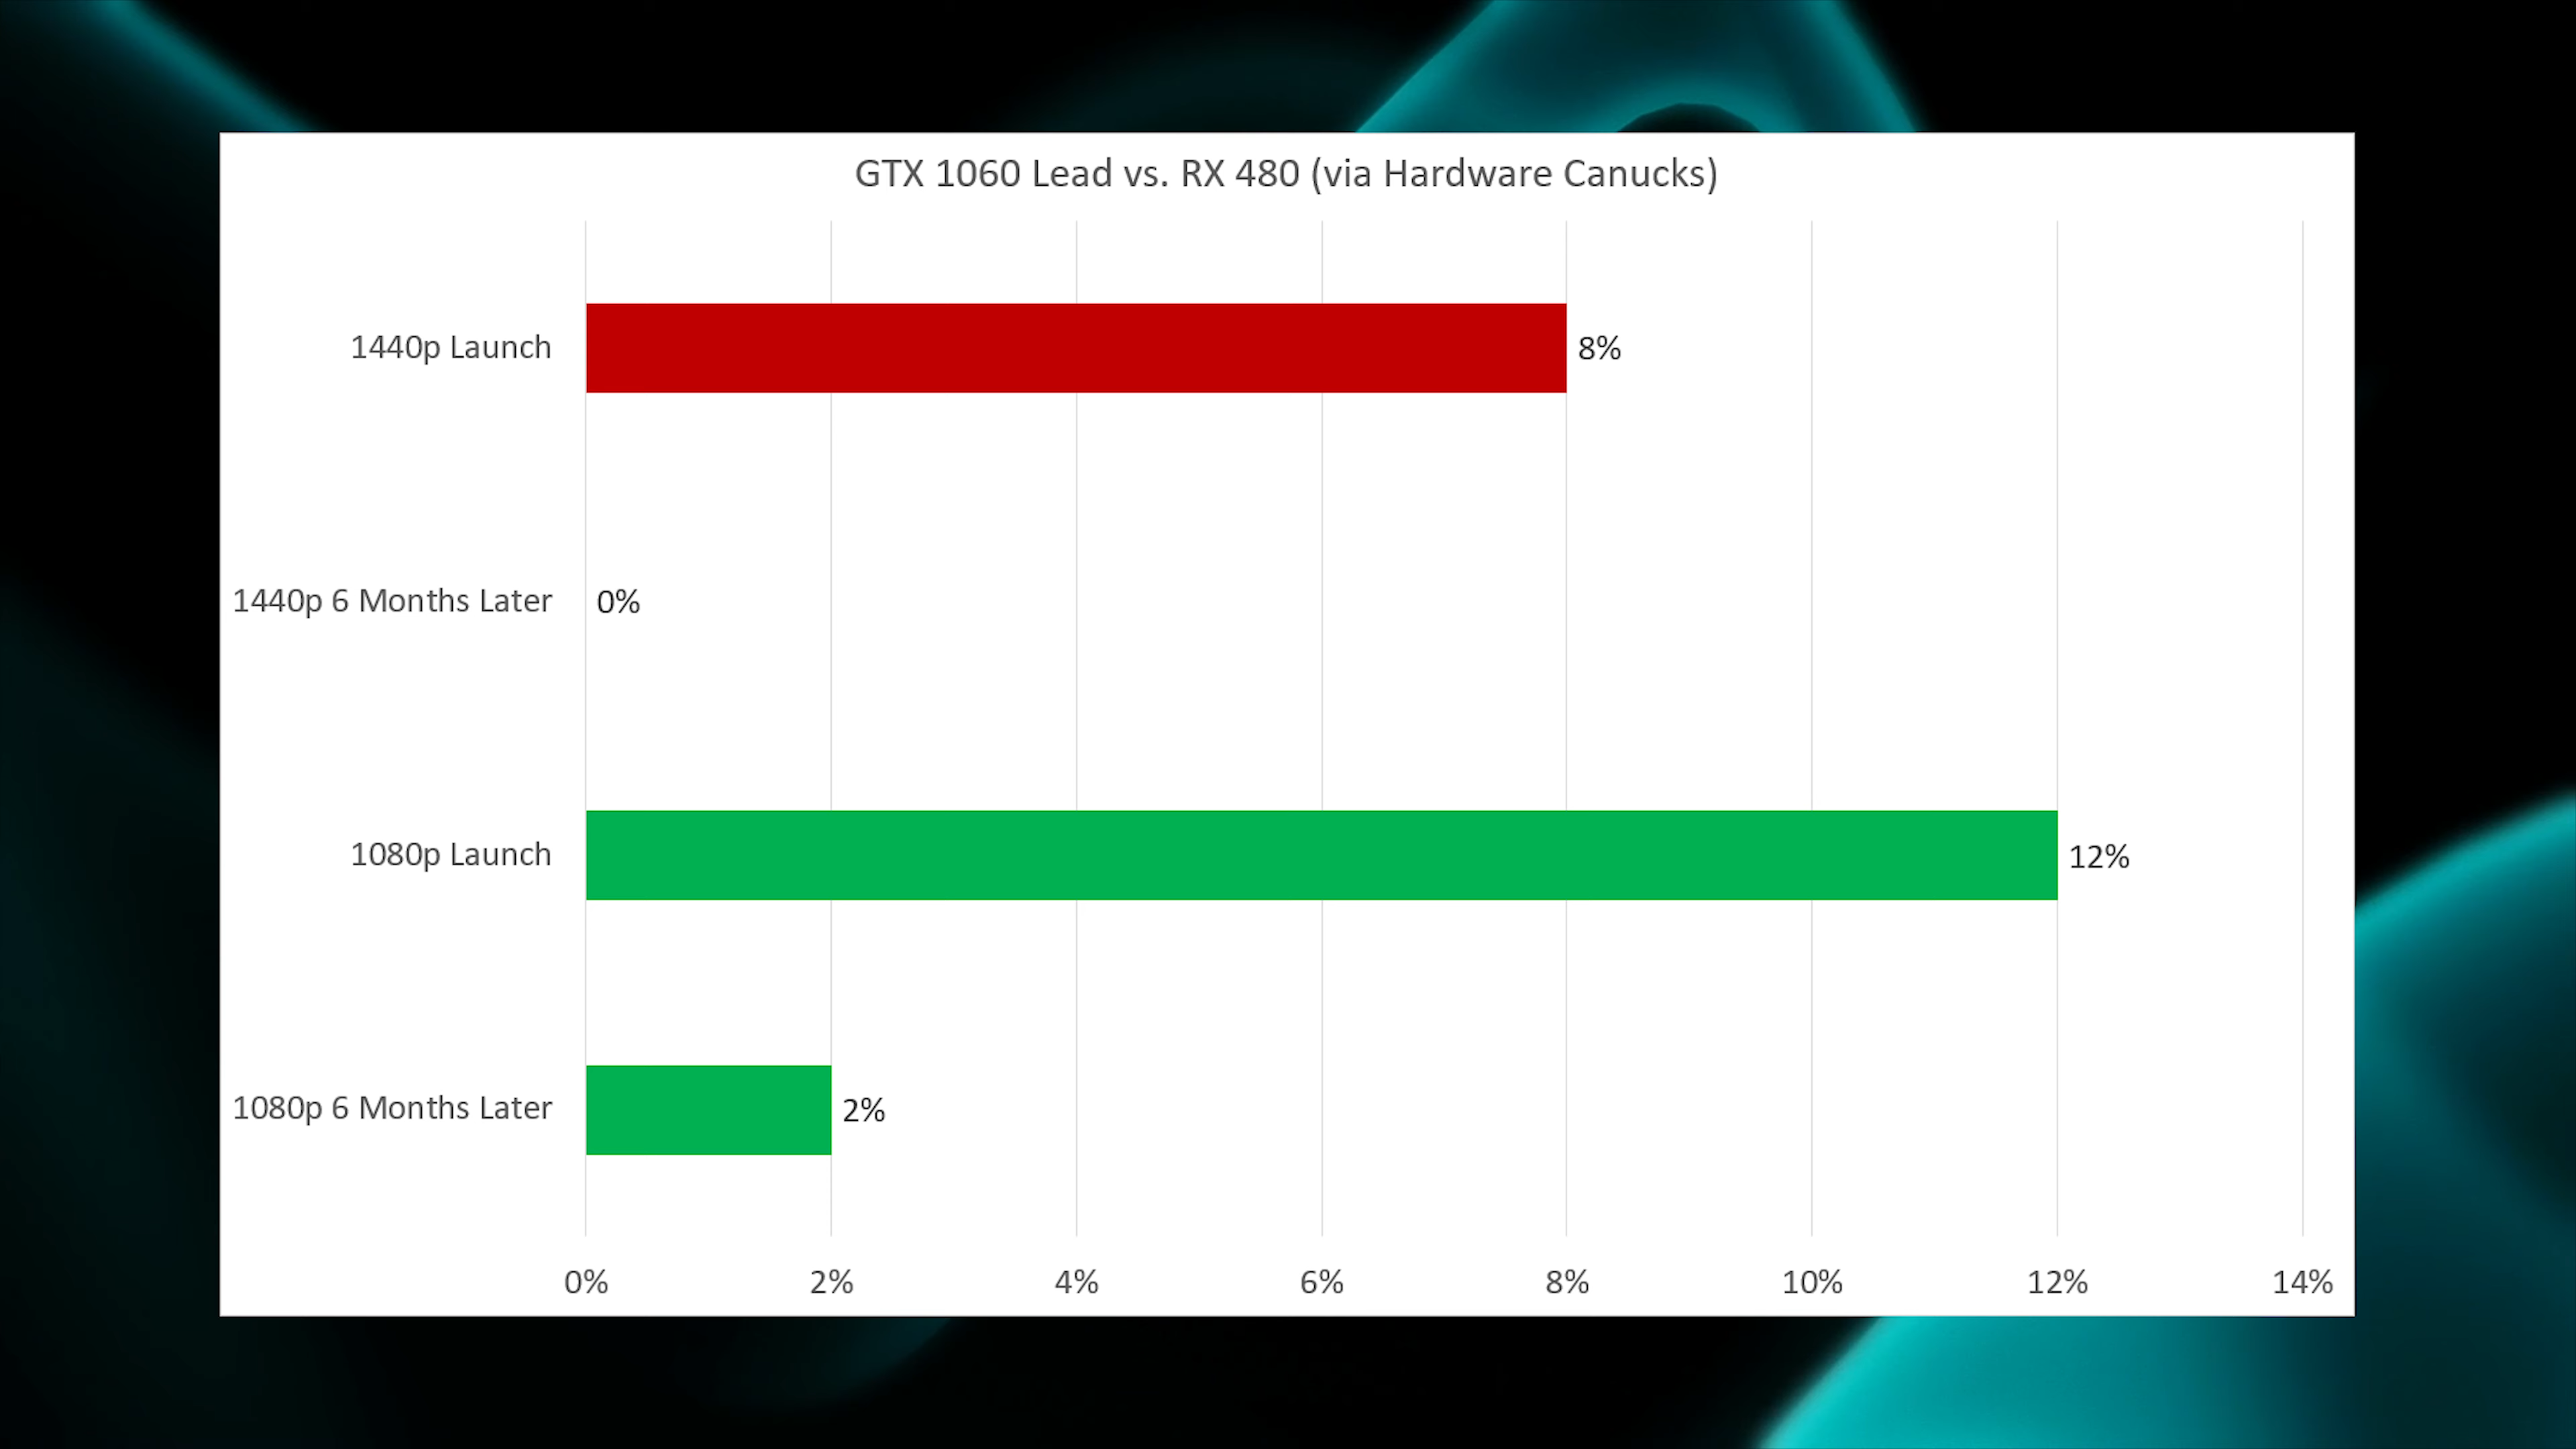 GTX 1060 Lead vs. RX 480 (via Hardware Canucks)
1440p Launch
8%
1440p 6 Months Later
0%
1080p Launch
12%
1080p 6 Months Later
2%
0% 2% 4% 6% 8% 10% 12% 14%